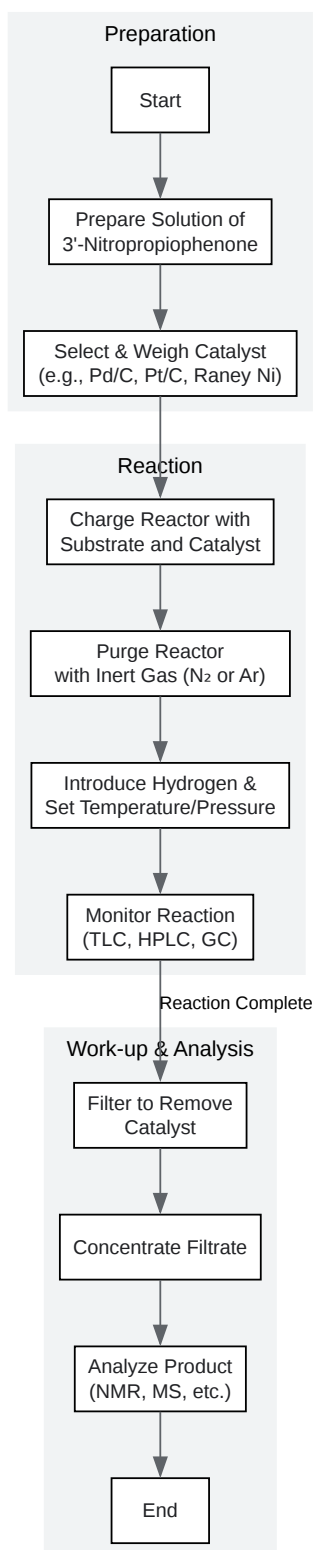 Preparation
Start
Prepare Solution of
3'-Nitropropiophenone
Select & Weigh Catalyst
(e.g., Pd/C, Pt/C, Raney Ni)
Reaction
Charge Reactor with
Substrate and Catalyst
Purge Reactor
with Inert Gas (N₂ or Ar)
Introduce Hydrogen &
Set Temperature/Pressure
Monitor Reaction
(TLC, HPLC, GC)
Reaction Complete
Work-up & Analysis
Filter to Remove
Catalyst
Concentrate Filtrate
Analyze Product
(NMR, MS, etc.)
End